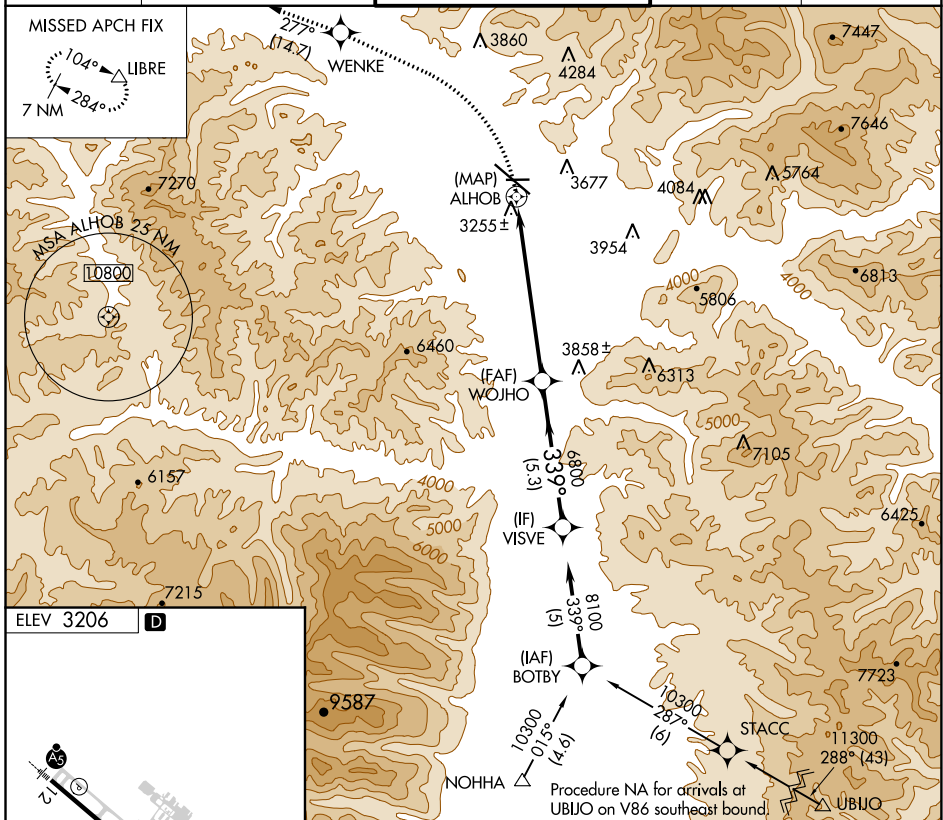 MISSED APCH FIX
104°
LIBRE
7 NM
284°
277°
(14.7)
WENKE
3860
4284
7447
7646
7270
(MAP)
ALHOB
3255±
3677
4084
5764
3954
MSA ALHOB 25 NM
10800
4000
5806
4000
6813
6460
(FAF)
WOJHO
3858±
6313
5000
7105
6157
4000
6800
339°
(5.3)
5000
(IF)
VISVE
6000
6425
7215
8100
339°
(5)
ELEV 3206
D
(IAF)
BOTBY
7723
9587
10300
287°
(6)
STACC
10300
015°
(4.6)
11300
288° (43)
NOHHA
Procedure NA for arrivals at
UBIJO on V86 southeast bound.
UBIJO
A5
P
12